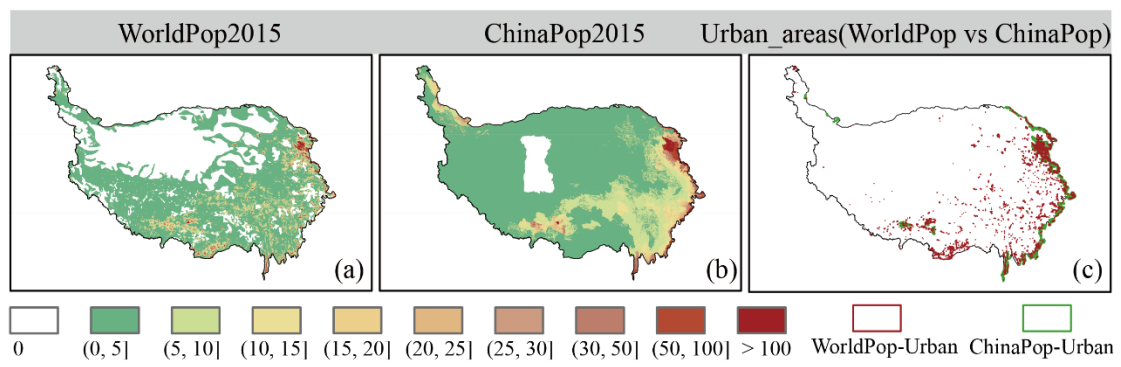 WorldPop2015 ChinaPop2015 Urban_areas(WorldPop vs ChinaPop)
(a) (b) (c)
0 (0, 5] (5, 10] (10, 15] (15, 20] (20, 25] (25, 30] (30, 50] (50, 100] > 100 WorldPop-Urban ChinaPop-Urban